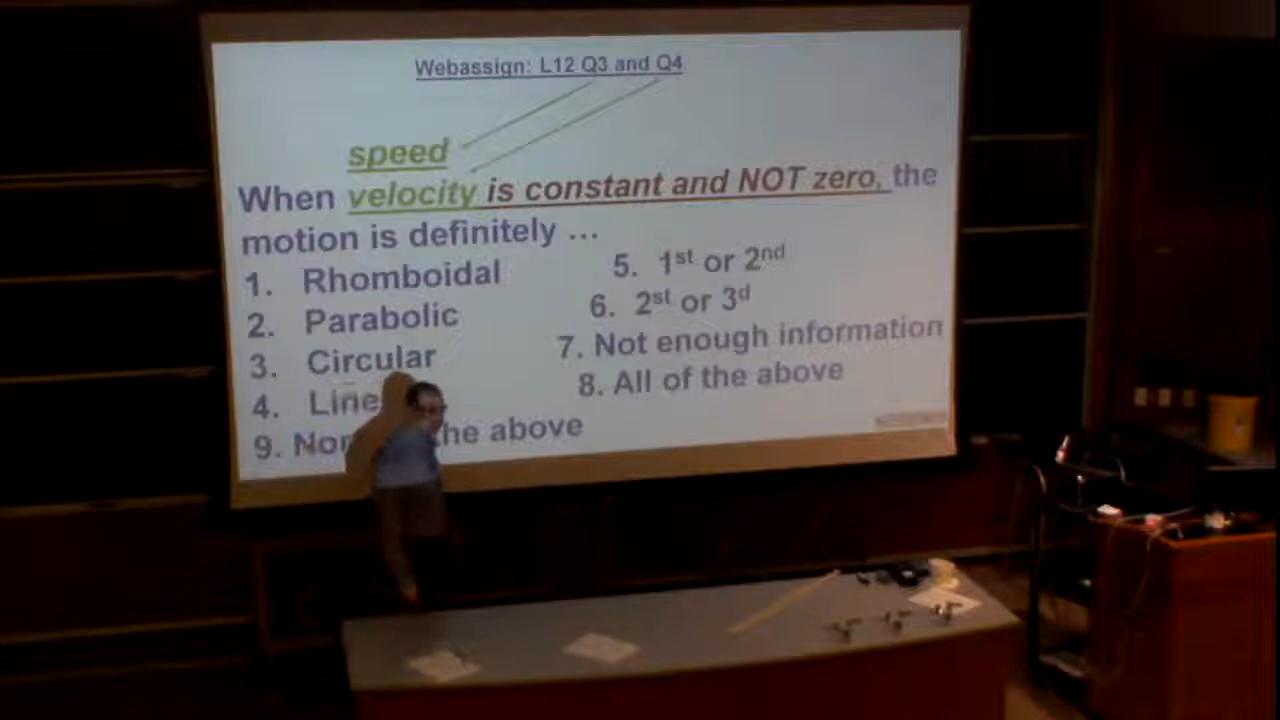 Webassign: L12 Q3 and Q4
speed
When velocity is constant and NOT zero, the
motion is definitely ...
1. Rhomboidal
2. Parabolic
3. Circular
4.
9. the above
5. 1st or 2nd
6. 2st or 3d
7. Not enough information
8. All of the above